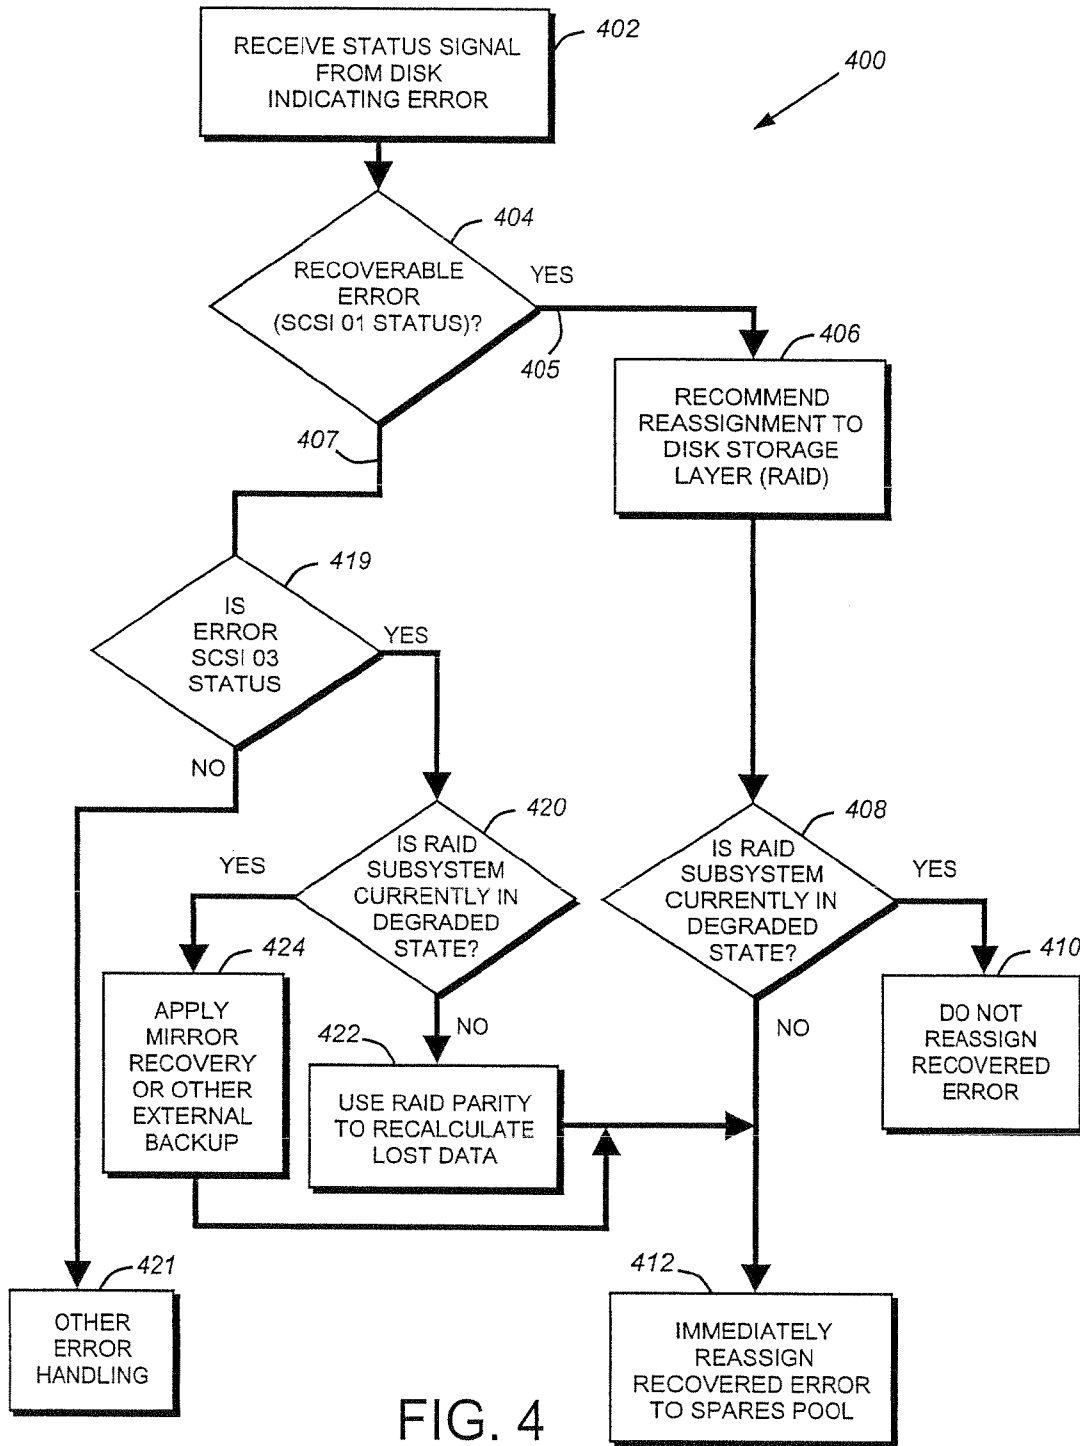 RECEIVE STATUS SIGNAL
FROM DISK
INDICATING ERROR
402
400
404
RECOVERABLE
ERROR
(SCSI 01 STATUS)?
YES
405
406
RECOMMEND
REASSIGNMENT TO
DISK STORAGE
LAYER (RAID)
407
419
IS
ERROR
SCSI 03
STATUS
YES
NO
420
IS RAID
SUBSYSTEM
CURRENTLY IN
DEGRADED
STATE?
YES
NO
408
IS RAID
SUBSYSTEM
CURRENTLY IN
DEGRADED
STATE?
YES
NO
424
APPLY
MIRROR
RECOVERY
OR OTHER
EXTERNAL
BACKUP
422
USE RAID PARITY
TO RECALCULATE
LOST DATA
410
DO NOT
REASSIGN
RECOVERED
ERROR
421
OTHER
ERROR
HANDLING
412
IMMEDIATELY
REASSIGN
RECOVERED ERROR
TO SPARES POOL
FIG. 4